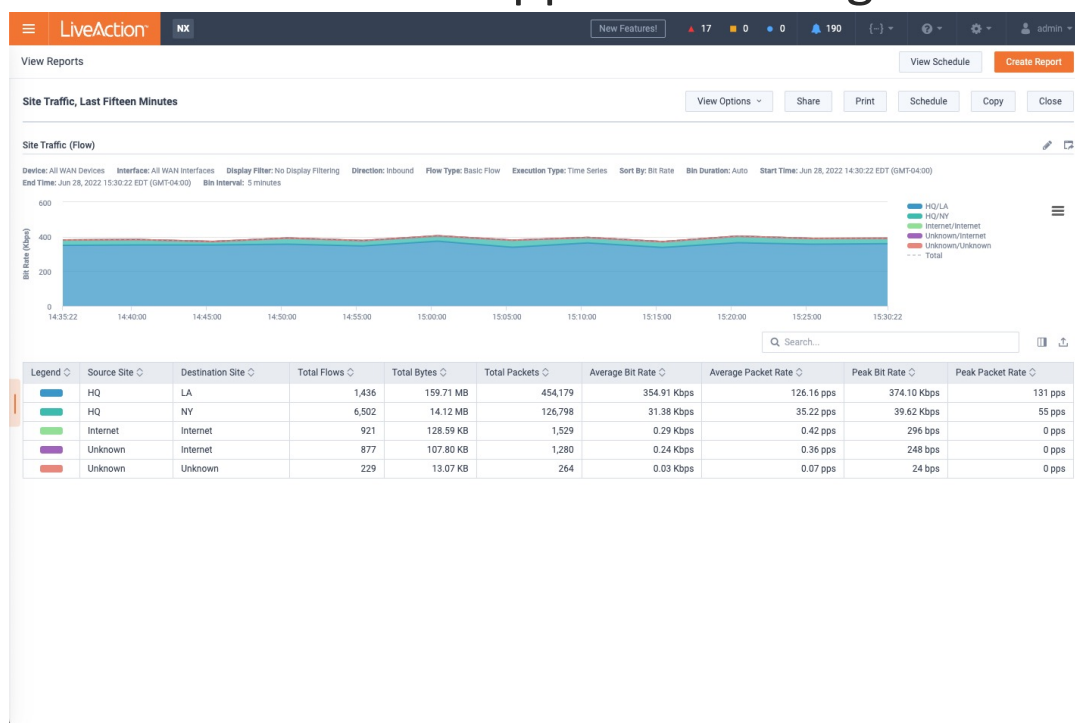 LiveAction NX New Features! 17 0 0 190 {··} admin
View Reports View Schedule Create Report
Site Traffic, Last Fifteen Minutes View Options Share Print Schedule Copy Close
Site Traffic (Flow)
Device: All WAN Devices Interface: All WAN Interfaces Display Filter: No Display Filtering Direction: Inbound Flow Type: Basic Flow Execution Type: Time Series Sort By: Bit Rate Bin Duration: Auto Start Time: Jun 28, 2022 14:30:22 EDT (GMT-04:00)
End Time: Jun 28, 2022 15:30:22 EDT (GMT-04:00) Bin Interval: 5 minutes
Bit Rate (Kbps)
600
400
200
0
14:35:22 14:40:00 14:45:00 14:50:00 14:55:00 15:00:00 15:05:00 15:10:00 15:15:00 15:20:00 15:25:00 15:30:22
HQ/LA
HQ/NY
Internet/Internet
Unknown/Internet
Unknown/Unknown
Total
Search...
Legend Source Site Destination Site Total Flows Total Bytes Total Packets Average Bit Rate Average Packet Rate Peak Bit Rate Peak Packet Rate
HQ LA 1,436 159.71 MB 454,179 354.91 Kbps 126.16 pps 374.10 Kbps 131 pps
HQ NY 6,502 14.12 MB 126,798 31.38 Kbps 35.22 pps 39.62 Kbps 55 pps
Internet Internet 921 128.59 KB 1,529 0.29 Kbps 0.42 pps 296 bps 0 pps
Unknown Internet 877 107.80 KB 1,280 0.24 Kbps 0.36 pps 248 bps 0 pps
Unknown Unknown 229 13.07 KB 264 0.03 Kbps 0.07 pps 24 bps 0 pps